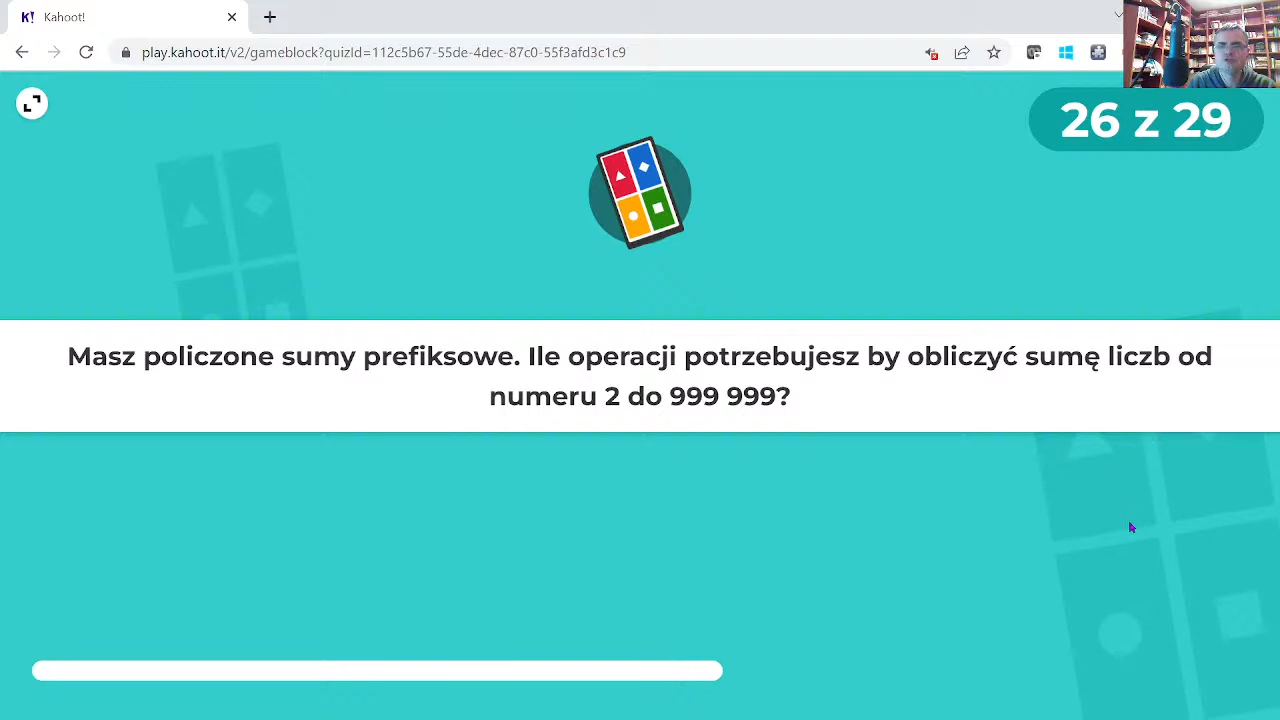 Kahoot!
play.kahoot.it/v2/gameblock?quizId=112c5b67-55de-4dec-87c0-55f3afd3c1c9
26 z 29
Masz policzone sumy prefiksowe. Ile operacji potrzebujesz by obliczyć sumę liczb od
numeru 2 do 999 999?